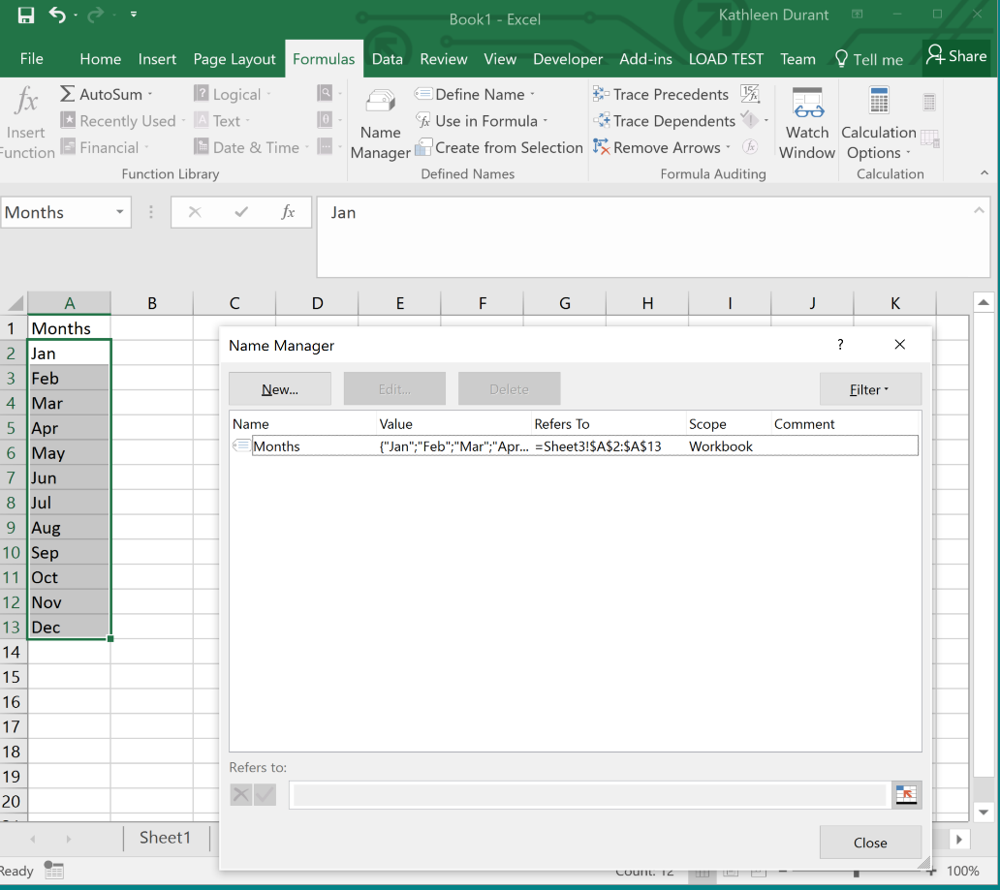 Book1 - Excel
Kathleen Durant
File Home Insert Page Layout Formulas Data Review View Developer Add-ins LOAD TEST Team Tell me Share
fx
Insert
Function
AutoSum
Recently Used
Financial
Logical
Text
Date & Time
Function Library
Name
Manager
Define Name
Use in Formula
Create from Selection
Defined Names
Trace Precedents
Trace Dependents
Remove Arrows
Formula Auditing
Watch
Window
Calculation
Options
Calculation
Months
fx
Jan
A B C D E F G H I J K
1 Months
2 Jan
3 Feb
4 Mar
5 Apr
6 May
7 Jun
8 Jul
9 Aug
10 Sep
11 Oct
12 Nov
13 Dec
14
15
16
17
18
19
20
Name Manager
?
New...
Edit...
Delete
Filter
Name Value Refers To Scope Comment
Months {"Jan";"Feb";"Mar";"Apr... =Sheet3!$A$2:$A$13 Workbook
Refers to:
Close
Sheet1
Ready
Count: 12
100%